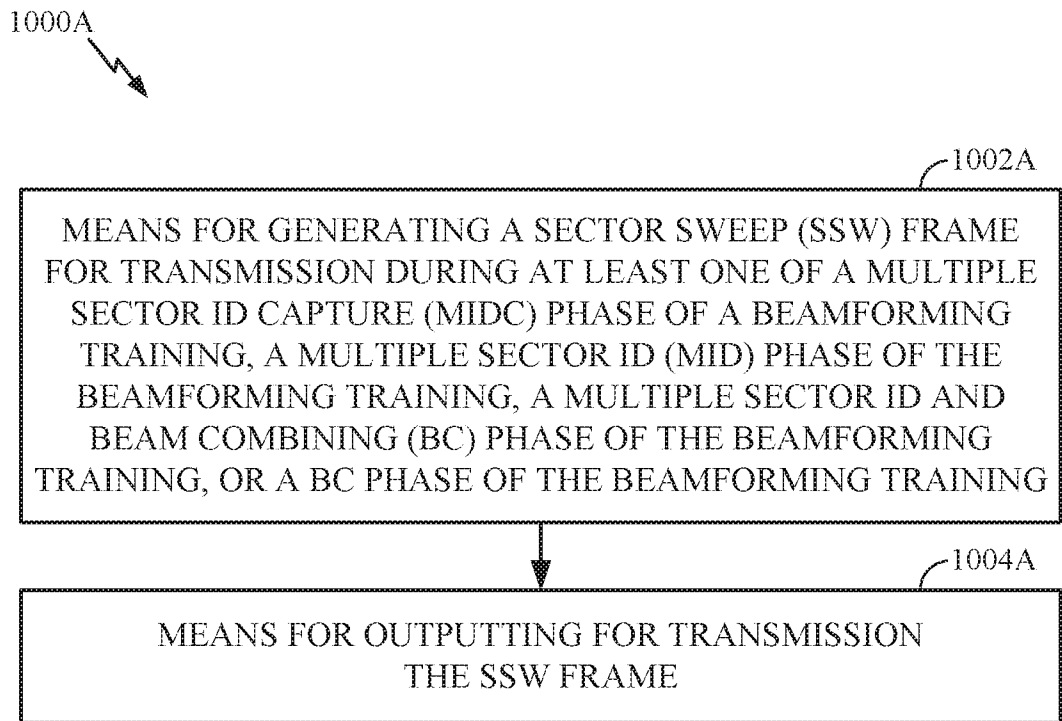 1000A
1002A
MEANS FOR GENERATING A SECTOR SWEEP (SSW) FRAME
FOR TRANSMISSION DURING AT LEAST ONE OF A MULTIPLE
SECTOR ID CAPTURE (MIDC) PHASE OF A BEAMFORMING
TRAINING, A MULTIPLE SECTOR ID (MID) PHASE OF THE
BEAMFORMING TRAINING, A MULTIPLE SECTOR ID AND
BEAM COMBINING (BC) PHASE OF THE BEAMFORMING
TRAINING, OR A BC PHASE OF THE BEAMFORMING TRAINING
1004A
MEANS FOR OUTPUTTING FOR TRANSMISSION
THE SSW FRAME